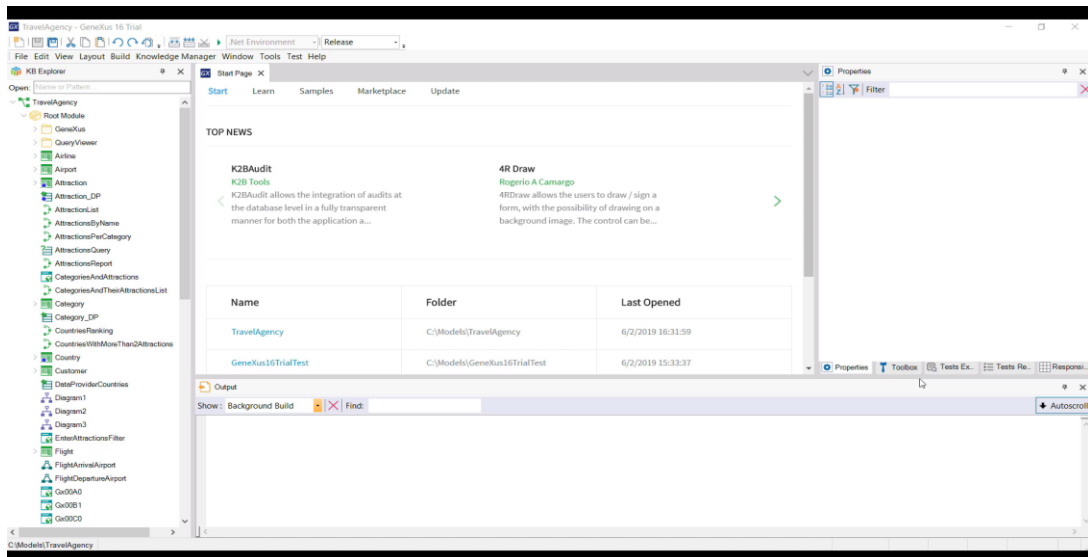 GX TravelAgency - GeneXus 16 Trial
.Net Environment Release
File Edit View Layout Build Knowledge Manager Window Tools Test Help
KB Explorer
Open: Name or Pattern...
TravelAgency
Root Module
GeneXus
QueryViewer
Airline
Airport
Attraction
Attraction_DP
AttractionList
AttractionsByName
AttractionsPerCategory
AttractionsQuery
AttractionsReport
CategoriesAndAttractions
CategoriesAndTheirAttractionsList
Category
Category_DP
CountriesRanking
CountriesWithMoreThan2Attractions
Country
Customer
DataProviderCountries
Diagram1
Diagram2
Diagram3
EnterAttractionsFilter
Flight
FlightArrivalAirport
FlightDepartureAirport
Gx00A0
Gx00B1
Gx00C0
C:\Models\TravelAgency
GX Start Page
Start Learn Samples Marketplace Update
TOP NEWS
K2BAudit
K2B Tools
K2BAudit allows the integration of audits at
the database level in a fully transparent
manner for both the application a...
4R Draw
Rogerio A Camargo
4RDraw allows the users to draw / sign a
form, with the possibility of drawing on a
background image. The control can be...
Name Folder Last Opened
TravelAgency C:\Models\TravelAgency 6/2/2019 16:31:59
GeneXus16TrialTest C:\Models\GeneXus16TrialTest 6/2/2019 15:33:37
Properties
Filter
Properties Toolbox Tests Ex... Tests Re... Responsi...
Output
Show: Background Build Find:
Autoscroll